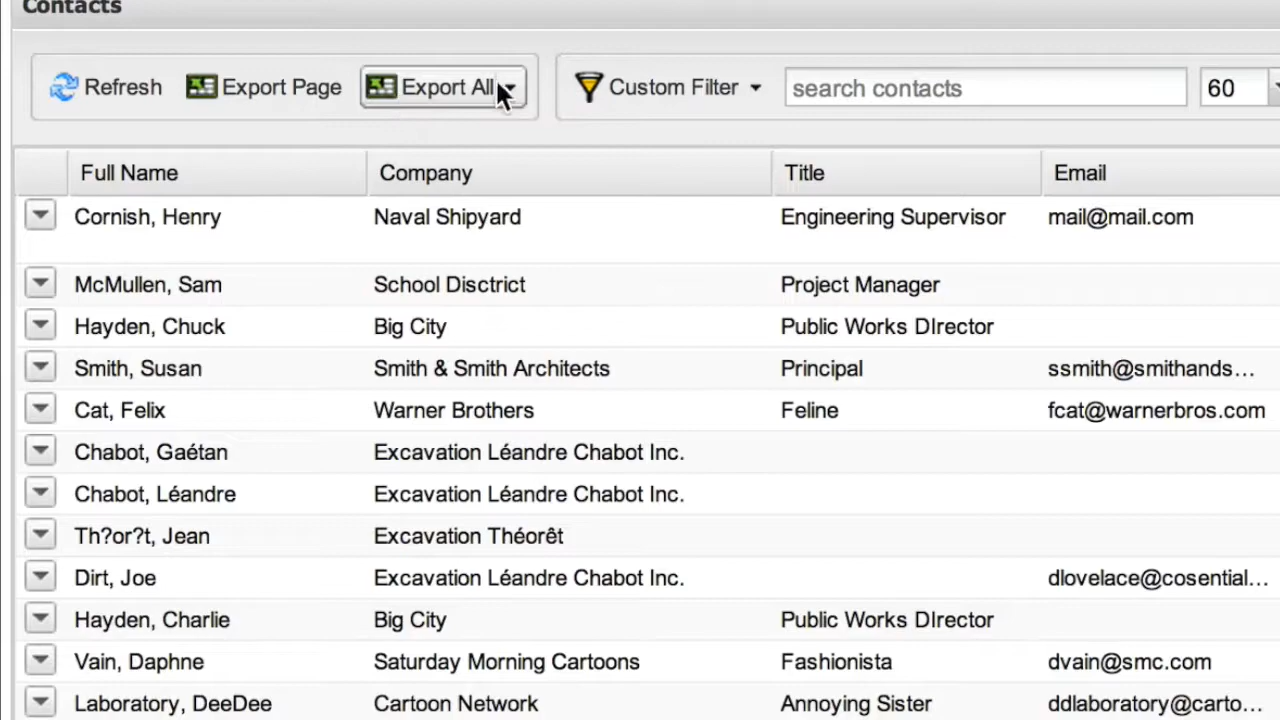 Contacts
Refresh Export Page Export All Custom Filter search contacts 60
Full Name Company Title Email
Cornish, Henry Naval Shipyard Engineering Supervisor mail@mail.com
McMullen, Sam School Disctrict Project Manager
Hayden, Chuck Big City Public Works DIrector
Smith, Susan Smith & Smith Architects Principal ssmith@smithands...
Cat, Felix Warner Brothers Feline fcat@warnerbros.com
Chabot, Gaétan Excavation Léandre Chabot Inc.
Chabot, Léandre Excavation Léandre Chabot Inc.
Th?or?t, Jean Excavation Théorêt
Dirt, Joe Excavation Léandre Chabot Inc. dlovelace@cosential...
Hayden, Charlie Big City Public Works DIrector
Vain, Daphne Saturday Morning Cartoons Fashionista dvain@smc.com
Laboratory, DeeDee Cartoon Network Annoying Sister ddlaboratory@carto...